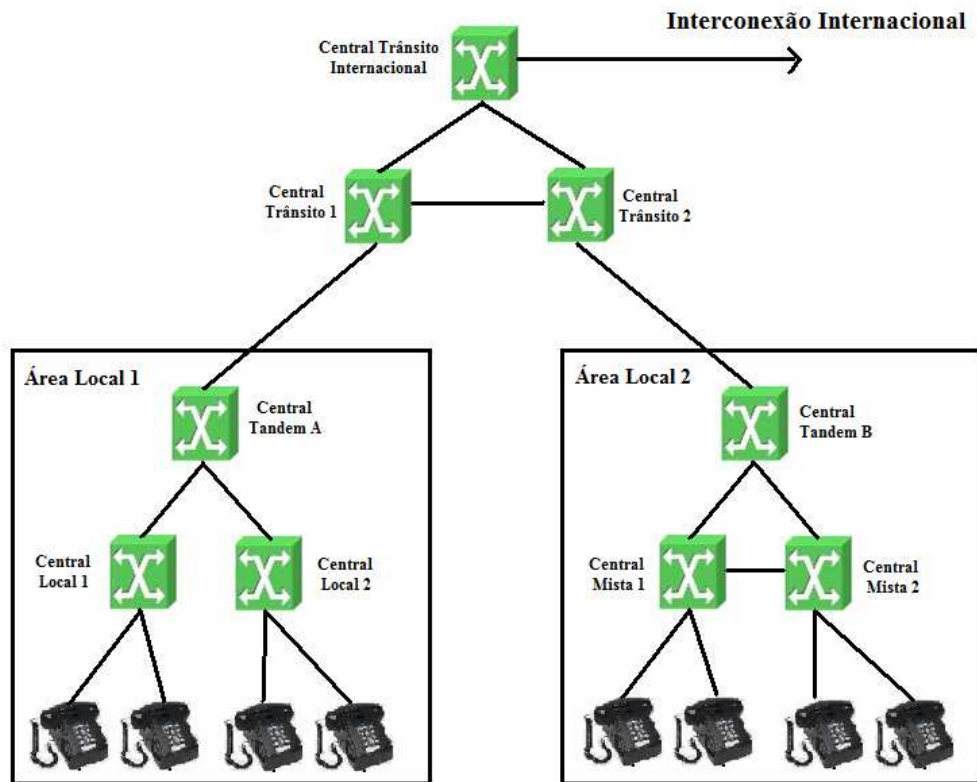 Interconexão Internacional
Central Trânsito
Internacional
Central
Trânsito 1
Central
Trânsito 2
Área Local 1
Central
Tandem A
Central
Local 1
Central
Local 2
Área Local 2
Central
Tandem B
Central
Mista 1
Central
Mista 2